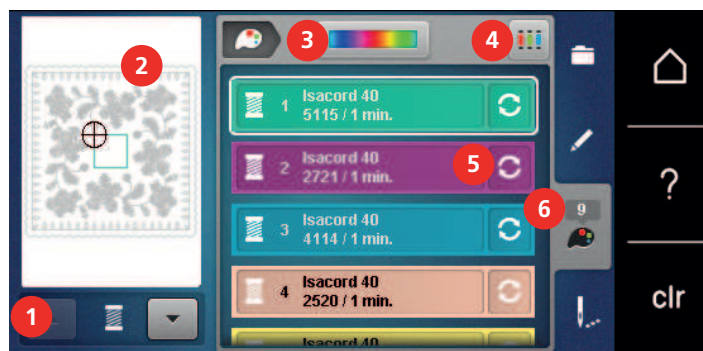 2
3
4
1 Isacord 40
5115 / 1 min.
2 Isacord 40
2721 / 1 min.
5
3 Isacord 40
4114 / 1 min.
6
9
4 Isacord 40
2520 / 1 min.
Isacord 40
1
?
clr